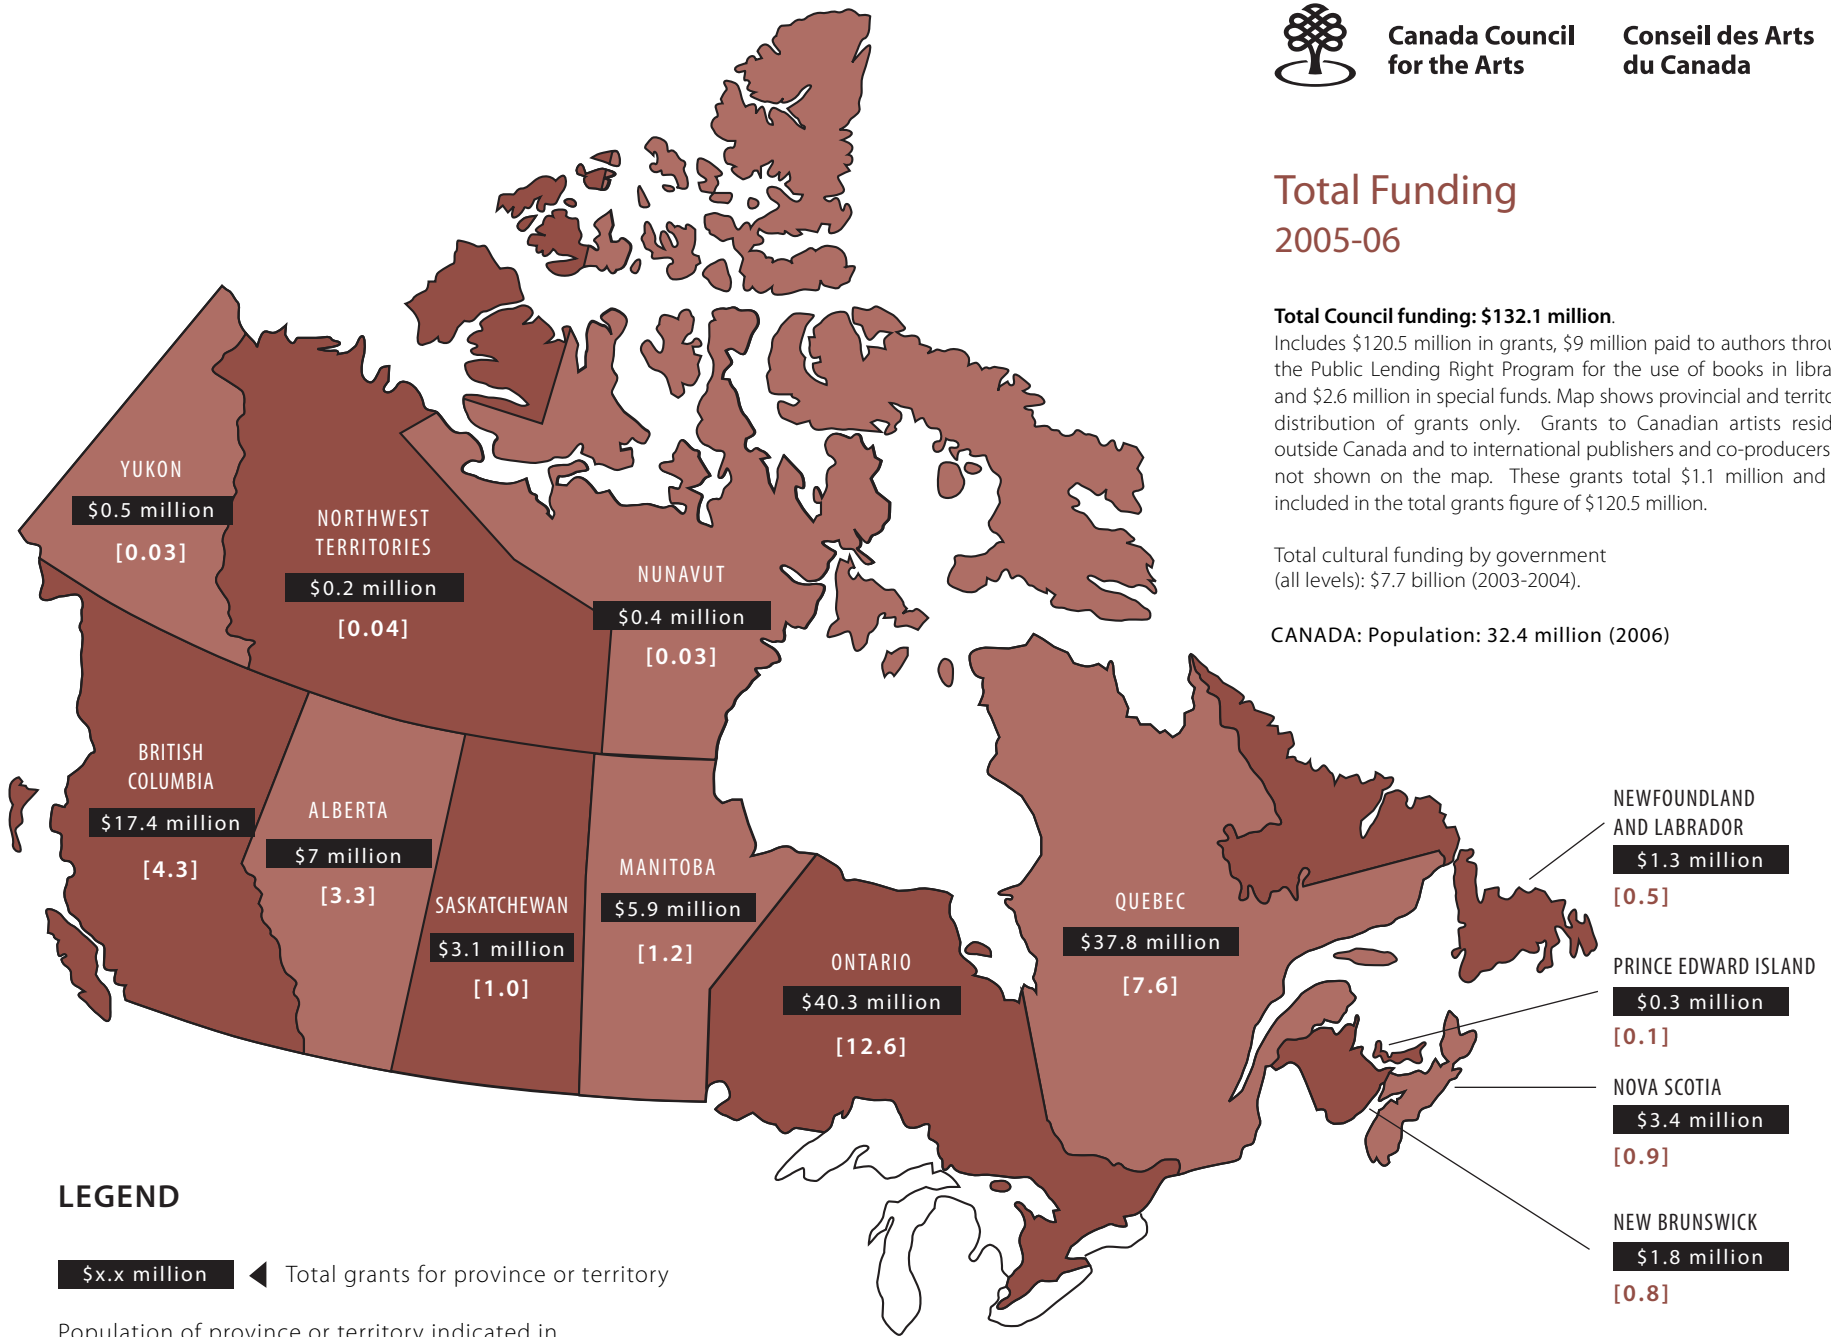 Canada Council
for the Arts
Conseil des Arts
du Canada
Total Funding
2005-06
Total Council funding: $132.1 million.
Includes $120.5 million in grants, $9 million paid to authors
the Public Lending Right Program for the use of books in
and $2.6 million in special funds. Map shows provincial and
distribution of grants only. Grants to Canadian artists
outside Canada and to international publishers and co-producers
not shown on the map. These grants total $1.1 million and
included in the total grants figure of $120.5 million.
Total cultural funding by government
(all levels): $7.7 billion (2003-2004).
CANADA: Population: 32.4 million (2006)
YUKON
$0.5 million
[0.03]
NORTHWEST
TERRITORIES
$0.2 million
[0.04]
NUNAVUT
$0.4 million
[0.03]
BRITISH
COLUMBIA
$17.4 million
[4.3]
ALBERTA
$7 million
[3.3]
SASKATCHEWAN
$3.1 million
[1.0]
MANITOBA
$5.9 million
[1.2]
ONTARIO
$40.3 million
[12.6]
QUEBEC
$37.8 million
[7.6]
NEWFOUNDLAND
AND LABRADOR
$1.3 million
[0.5]
PRINCE EDWARD ISLAND
$0.3 million
[0.1]
NOVA SCOTIA
$3.4 million
[0.9]
NEW BRUNSWICK
$1.8 million
[0.8]
LEGEND
$x.x million
Total grants for province or territory
Population of province or territory indicated in